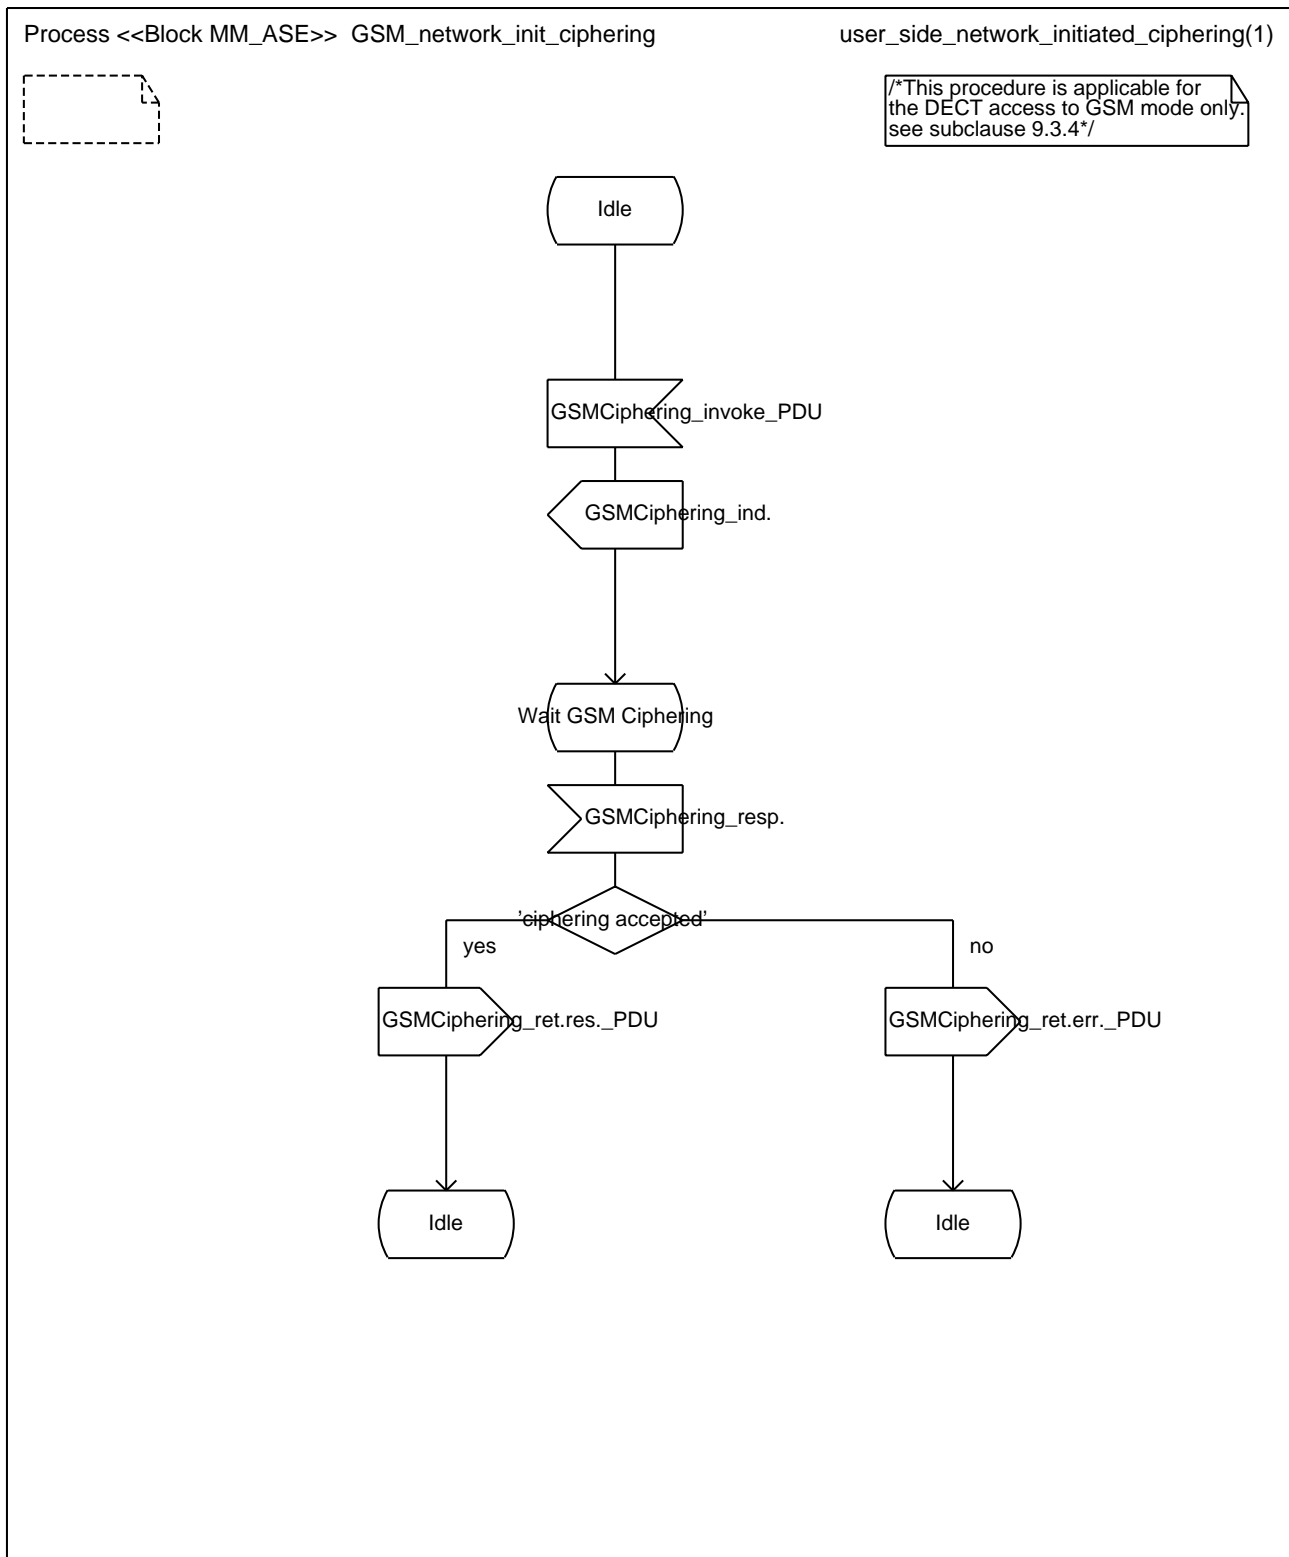 Process <<Block MM_ASE>> GSM_network_init_ciphering
user_side_network_initiated_ciphering(1)
/*This procedure is applicable for
the DECT access to GSM mode only.
see subclause 9.3.4*/
Idle
GSMCiphering_invoke_PDU
GSMCiphering_ind.
Wait GSM Ciphering
GSMCiphering_resp.
'ciphering accepted'
yes
no
GSMCiphering_ret.res._PDU
GSMCiphering_ret.err._PDU
Idle
Idle